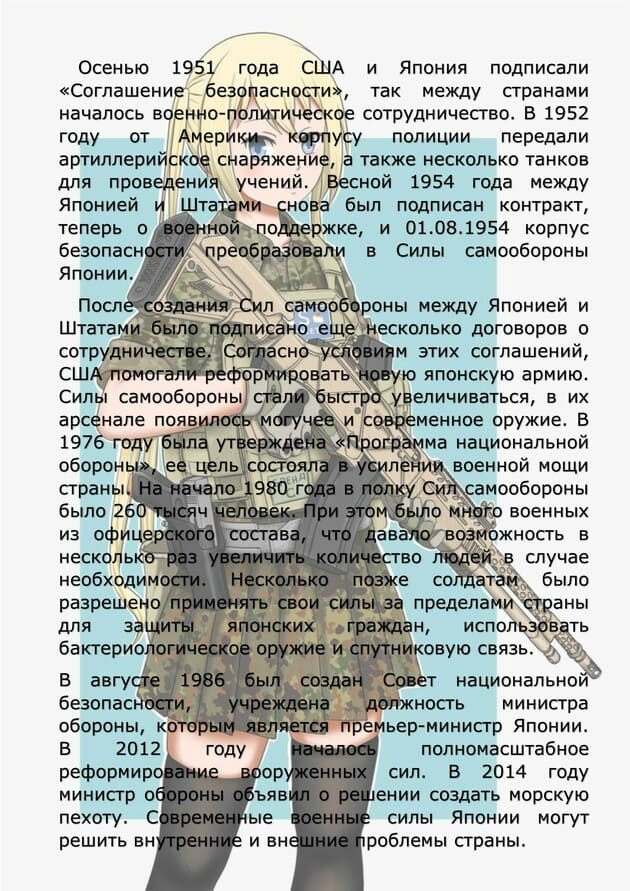 Осенью 1951 года США и Япония подписали
«Соглашение безопасности», так между странами
началось военно-политическое сотрудничество. В 1952
году от Америки корпусу полиции передали
артиллерийское снаряжение, а также несколько танков
для проведения учений. Весной 1954 года между
Японией и Штатами снова был подписан контракт,
теперь о военной поддержке, и 01.08.1954 корпус
безопасности преобразовали в Силы самообороны
Японии.
После создания Сил самообороны между Японией и
Штатами было подписано еще несколько договоров о
сотрудничестве. Согласно условиям этих соглашений,
США помогали реформировать новую японскую армию.
Силы самообороны стали быстро увеличиваться, в их
арсенале появилось могучее и современное оружие. В
1976 году была утверждена «Программа национальной
обороны», ее цель состояла в усилении военной мощи
страны. На начало 1980 года в полку Сил самообороны
было 260 тысяч человек. При этом было много военных
из офицерского состава, что давало возможность в
несколько раз увеличить количество людей в случае
необходимости. Несколько позже солдатам было
разрешено применять свои силы за пределами страны
для защиты японских граждан, использовать
бактериологическое оружие и спутниковую связь.
В августе 1986 был создан Совет национальной
безопасности, учреждена должность министра
обороны, которым является премьер-министр Японии.
В 2012 году началось полномасштабное
реформирование вооруженных сил. В 2014 году
министр обороны объявил о решении создать морскую
пехоту. Современные военные силы Японии могут
решить внутренние и внешние проблемы страны.